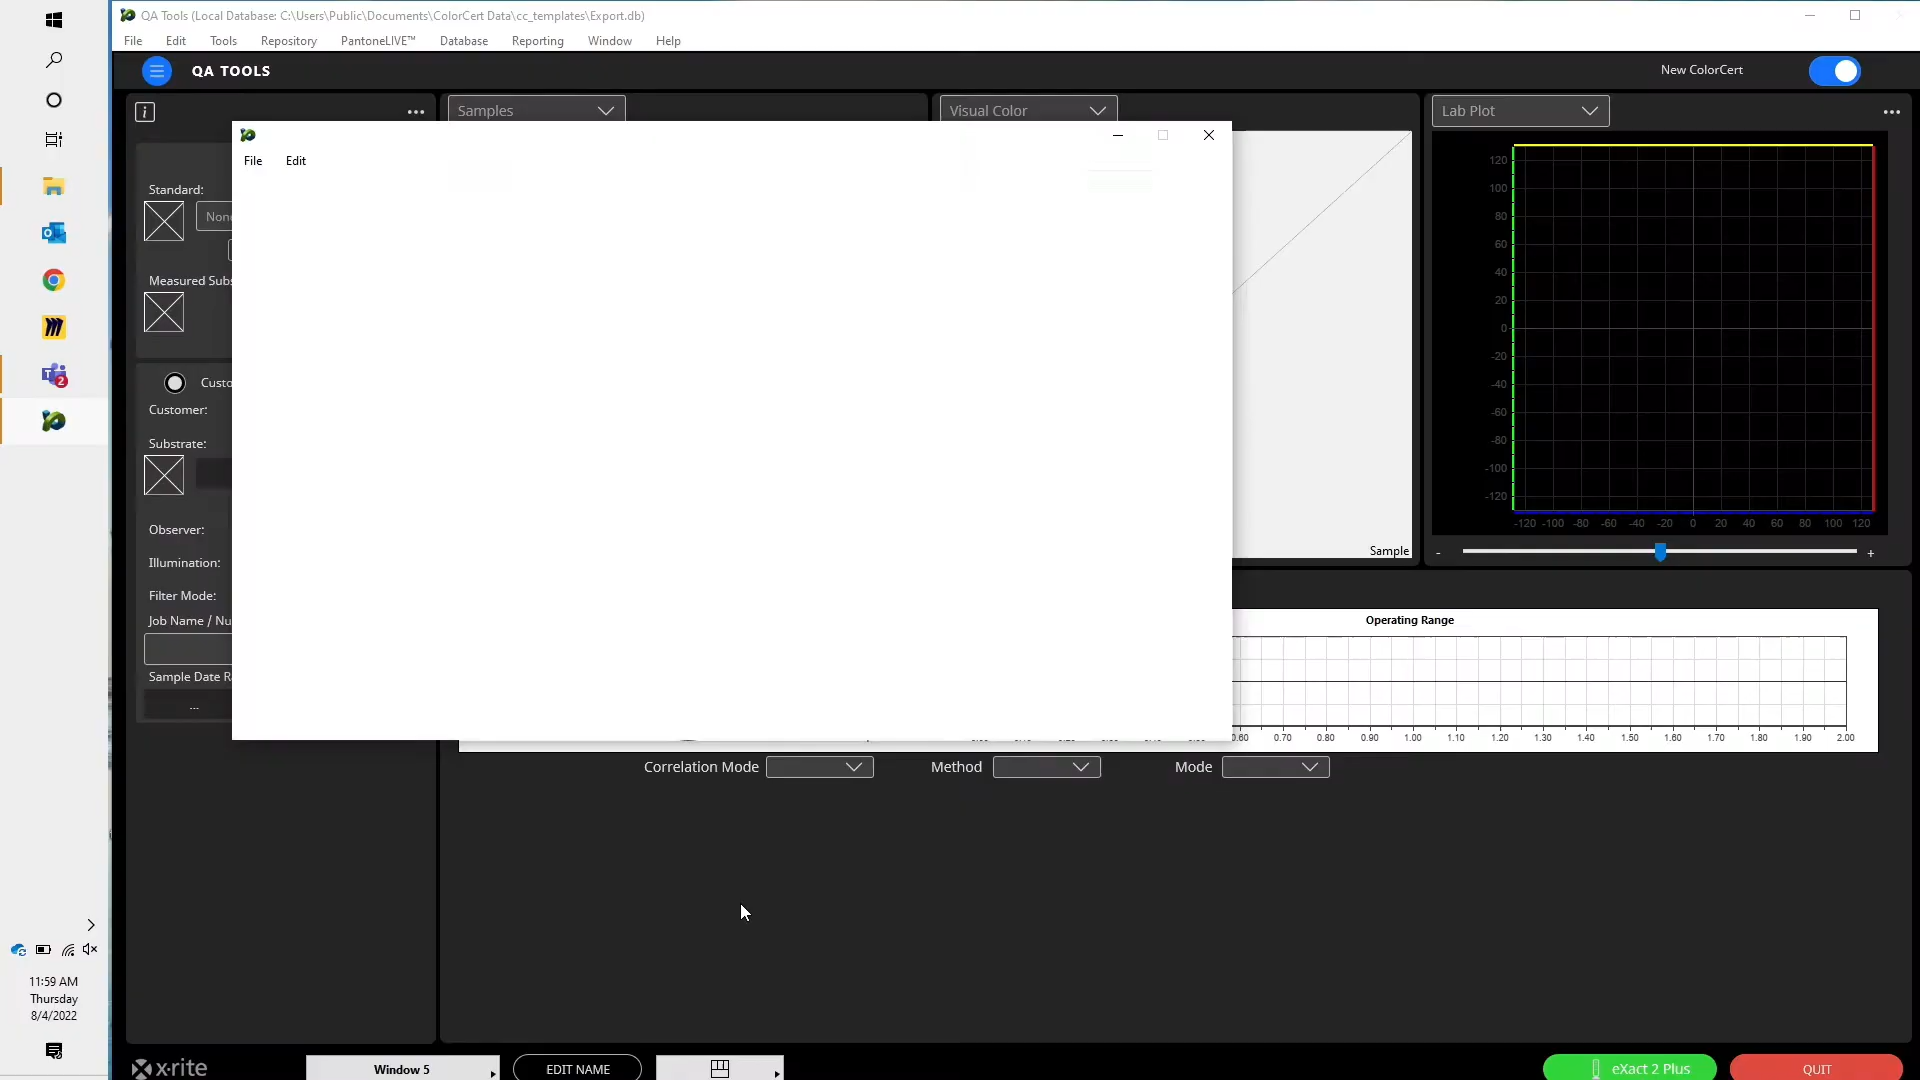 QA Tools (Local Database: C:\Users\Public\Documents\ColorCert Data\cc_templates\Export.db)
File Edit Tools Repository PantoneLIVE™ Database Reporting Window Help
QA TOOLS
New ColorCert
Samples
Visual Color
Lab Plot
File Edit
Standard:
Measured Subs
Customer:
Substrate:
Observer:
Illumination:
Filter Mode:
Job Name / Nu
Sample Date R
...
Sample
120
100
80
60
40
20
0
-20
-40
-60
-80
-100
-120
-120 -100 -80 -60 -40 -20 0 20 40 60 80 100 120
- +
Operating Range
0.60 0.70 0.80 0.90 1.00 1.10 1.20 1.30 1.40 1.50 1.60 1.70 1.80 1.90 2.00
Correlation Mode
Method
Mode
2
11:59 AM
Thursday
8/4/2022
x·rite
Window 5
EDIT NAME
eXact 2 Plus
QUIT